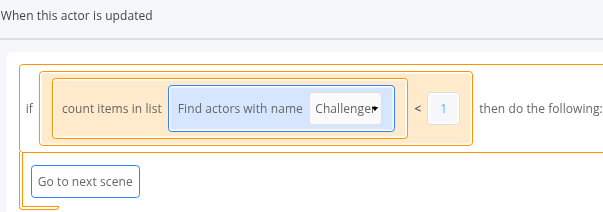 When this actor is updated
if count items in list Find actors with name Challenger < 1 then do the following:
Go to next scene